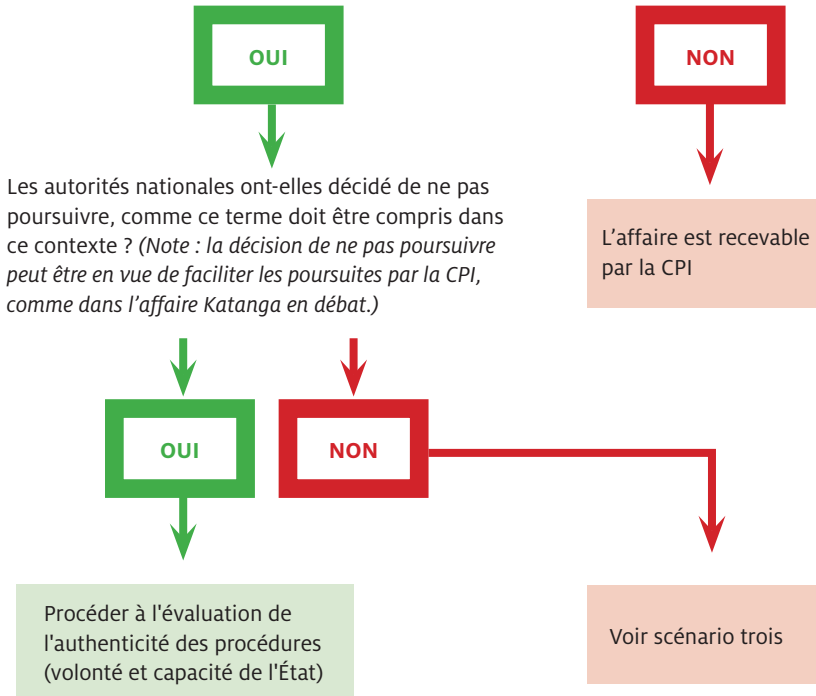 OUI
NON
Les autorités nationales ont-elles décidé de ne pas
poursuivre, comme ce terme doit être compris dans
ce contexte ? (Note : la décision de ne pas poursuivre
peut être en vue de faciliter les poursuites par la CPI,
comme dans l’affaire Katanga en débat.)
L’affaire est recevable
par la CPI
OUI
NON
Procéder à l'évaluation de
l'authenticité des procédures
(volonté et capacité de l'État)
Voir scénario trois